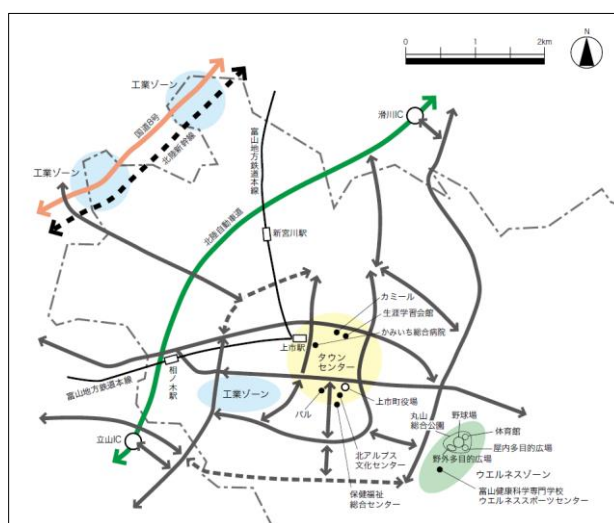 0 1 2km
N
工業ゾーン
国道8号
北陸新幹線
滑川IC
工業ゾーン
富山地方鉄道本線
北陸自動車道
新宮川駅
カミール
生涯学習会館
かみいち総合病院
上市駅
タウン
センター
相ノ木駅
富山地方鉄道本線
工業ゾーン
上市町役場
パル
丸山
総合公園
野球場
体育館
屋内多目的広場
野外多目的広場
立山IC
北アルプス
文化センター
ウエルネスゾーン
保健福祉
総合センター
富山健康科学専門学校
ウエルネススポーツセンター